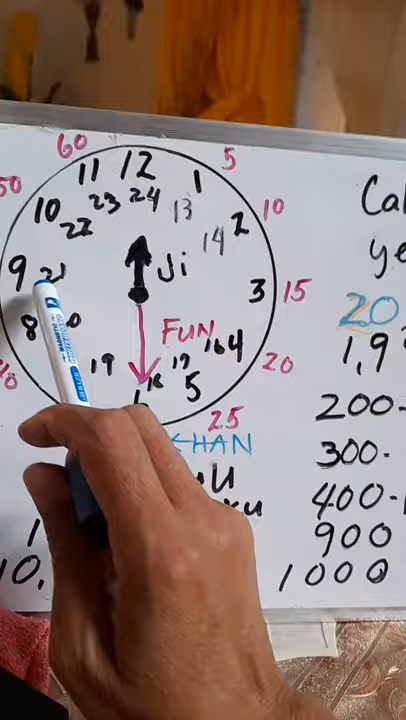 60
5
50
11 12 1
10
23 24 13
10 22 14 2
9 21 Ji 3 15
8
FUN 16 4
19 17 20
18 5
25
HAN
Cal
ye
20
1,9
200-
300-
400-
900
1000
10,